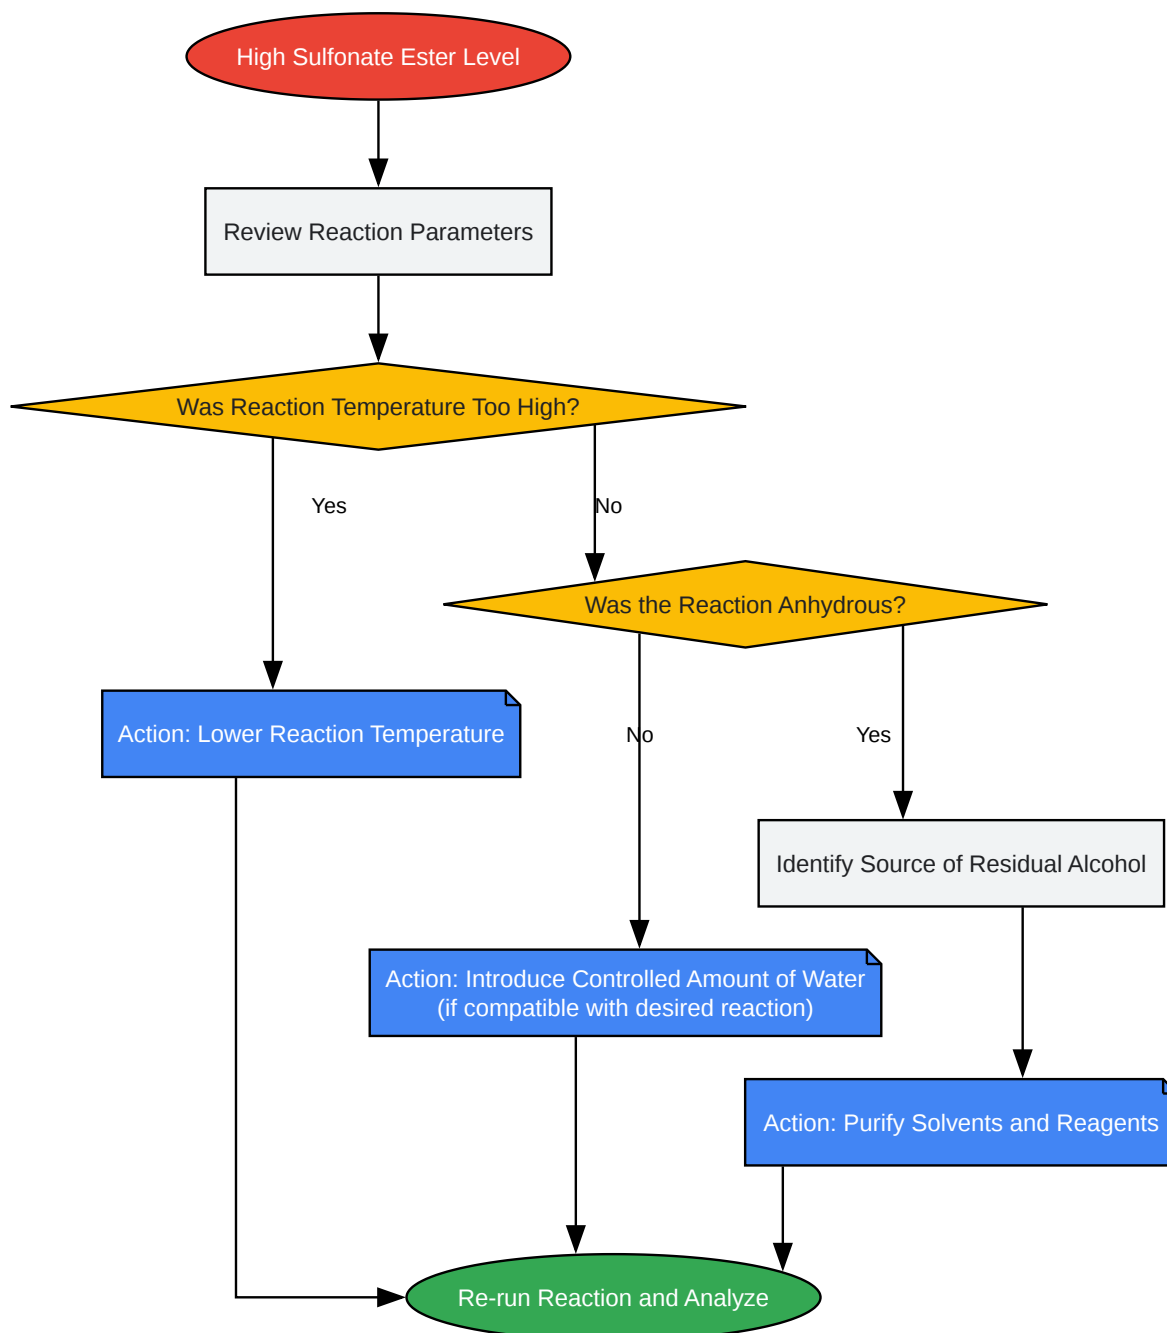 High Sulfonate Ester Level
Review Reaction Parameters
Was Reaction Temperature Too High?
Yes
No
Was the Reaction Anhydrous?
Action: Lower Reaction Temperature
No
Yes
Identify Source of Residual Alcohol
Action: Introduce Controlled Amount of Water
(if compatible with desired reaction)
Action: Purify Solvents and Reagents
Re-run Reaction and Analyze